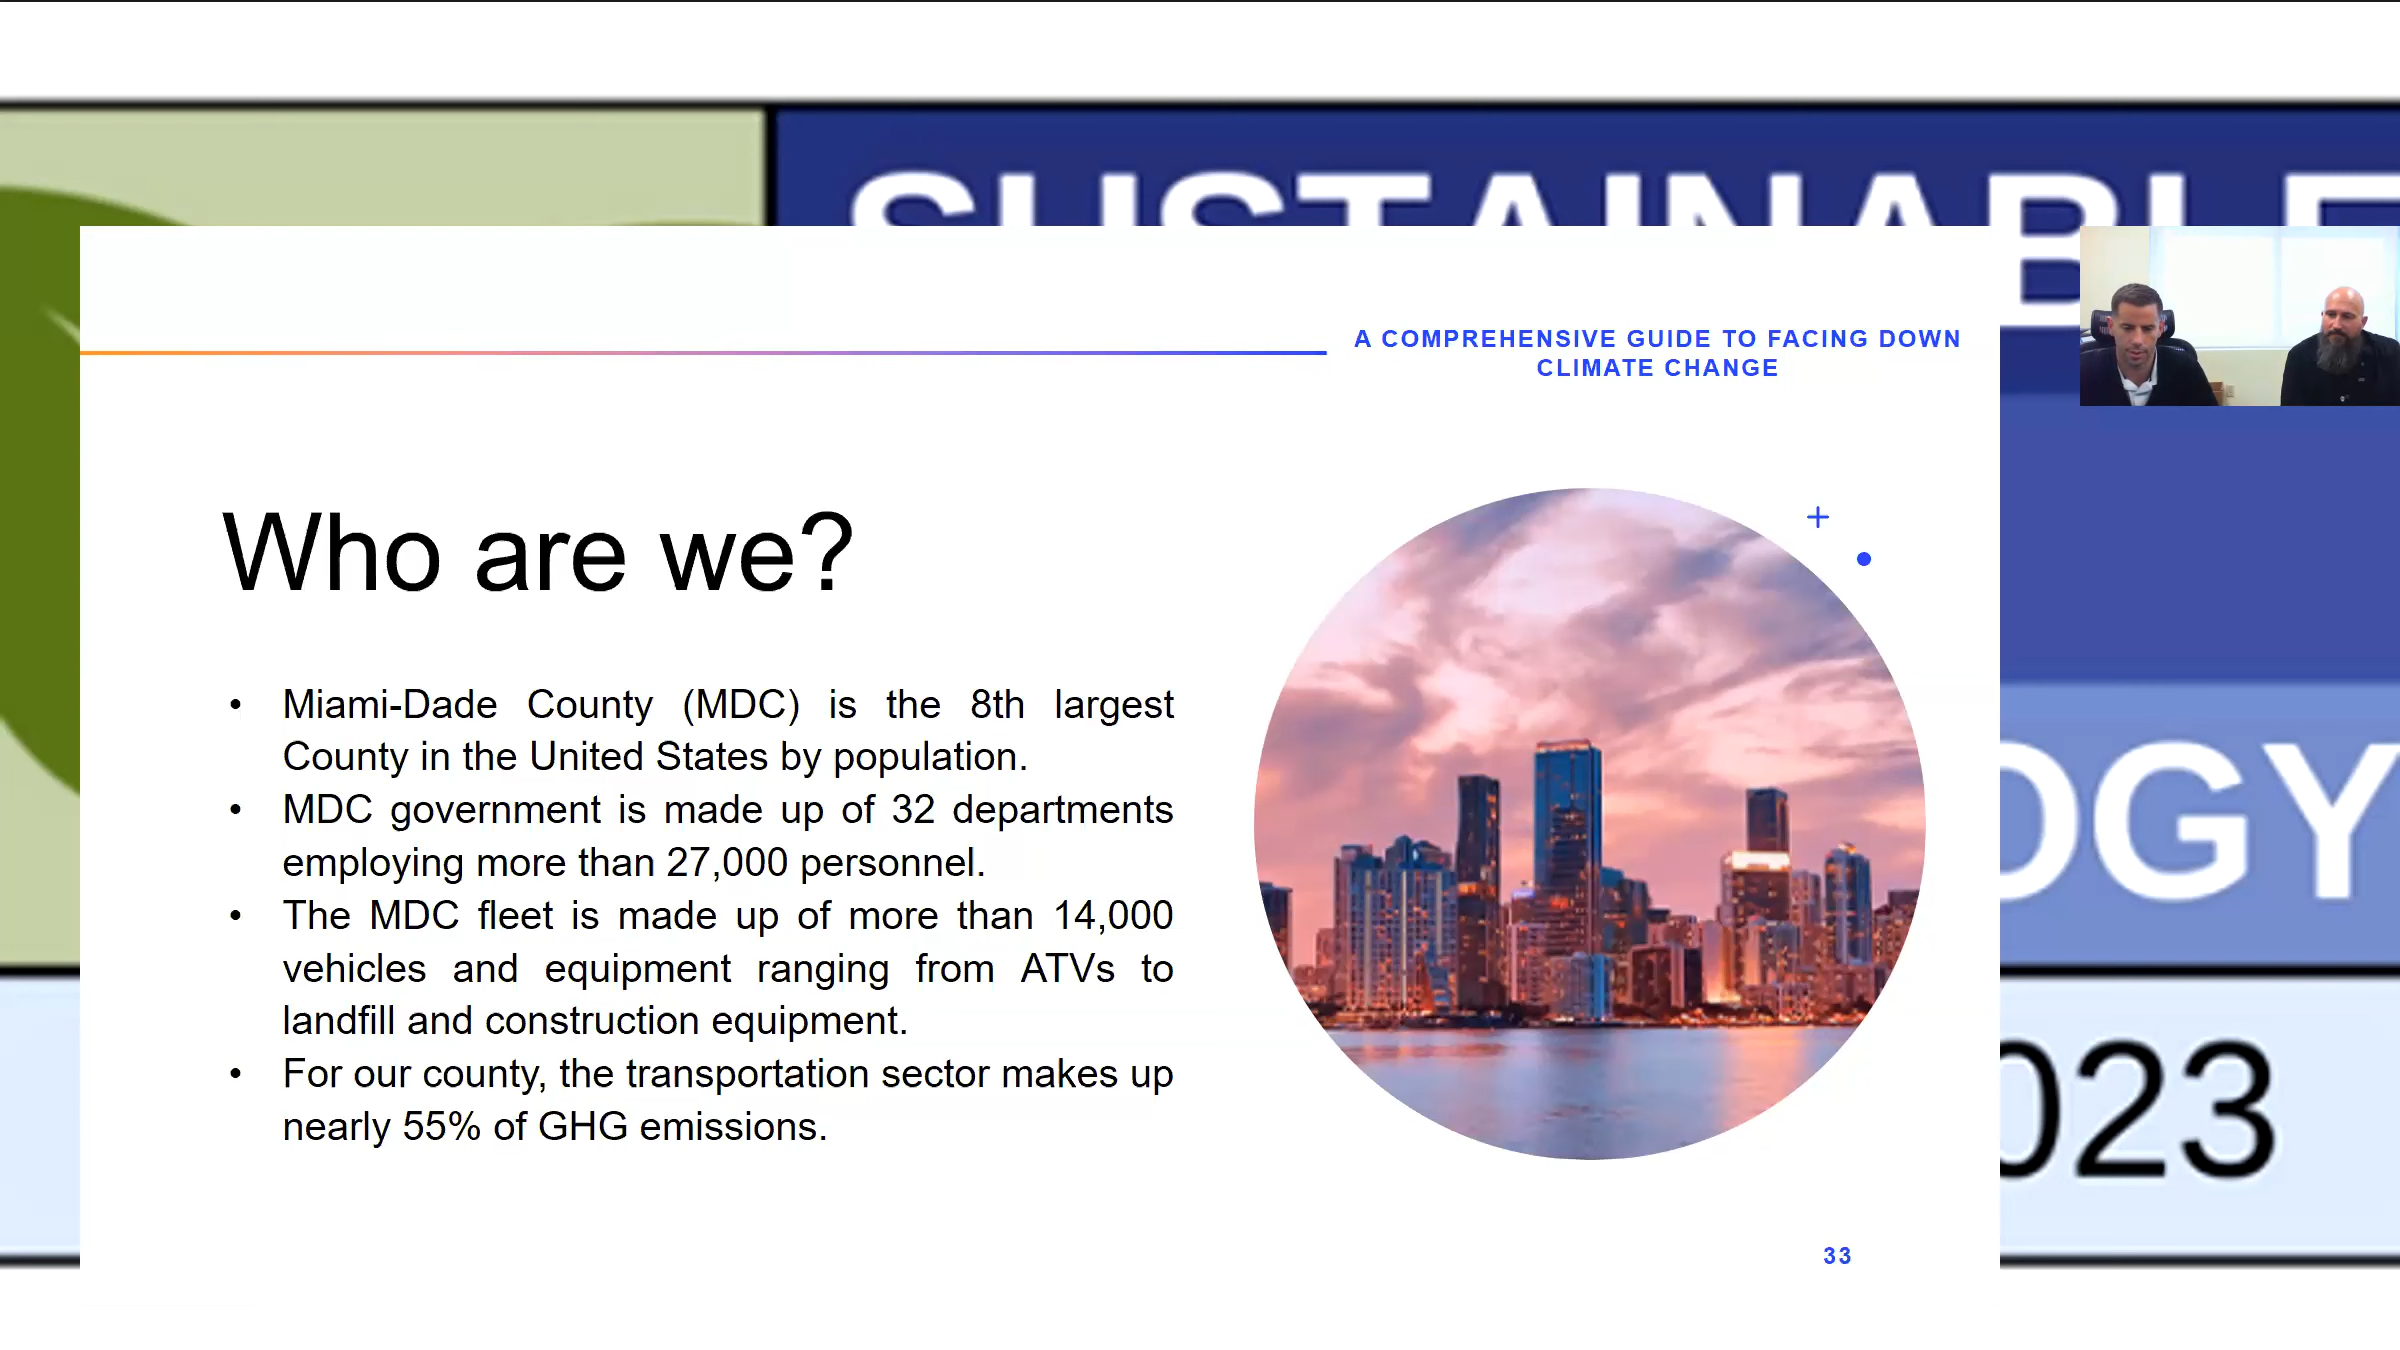 SUSTAINABLE
A COMPREHENSIVE GUIDE TO FACING DOWN
CLIMATE CHANGE
Who are we?
• Miami-Dade County (MDC) is the 8th largest
County in the United States by population.
• MDC government is made up of 32 departments
employing more than 27,000 personnel.
• The MDC fleet is made up of more than 14,000
vehicles and equipment ranging from ATVs to
landfill and construction equipment.
• For our county, the transportation sector makes up
nearly 55% of GHG emissions.
OGY
023
33